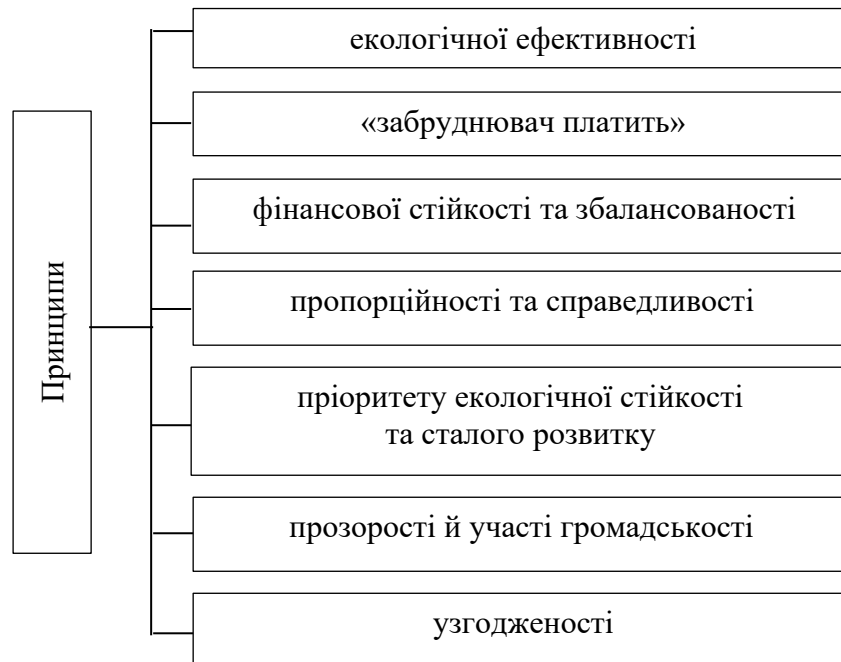 Принципи
екологічної ефективності
«забруднювач платить»
фінансової стійкості та збалансованості
пропорційності та справедливості
пріоритету екологічної стійкості
та сталого розвитку
прозорості й участі громадськості
узгодженості